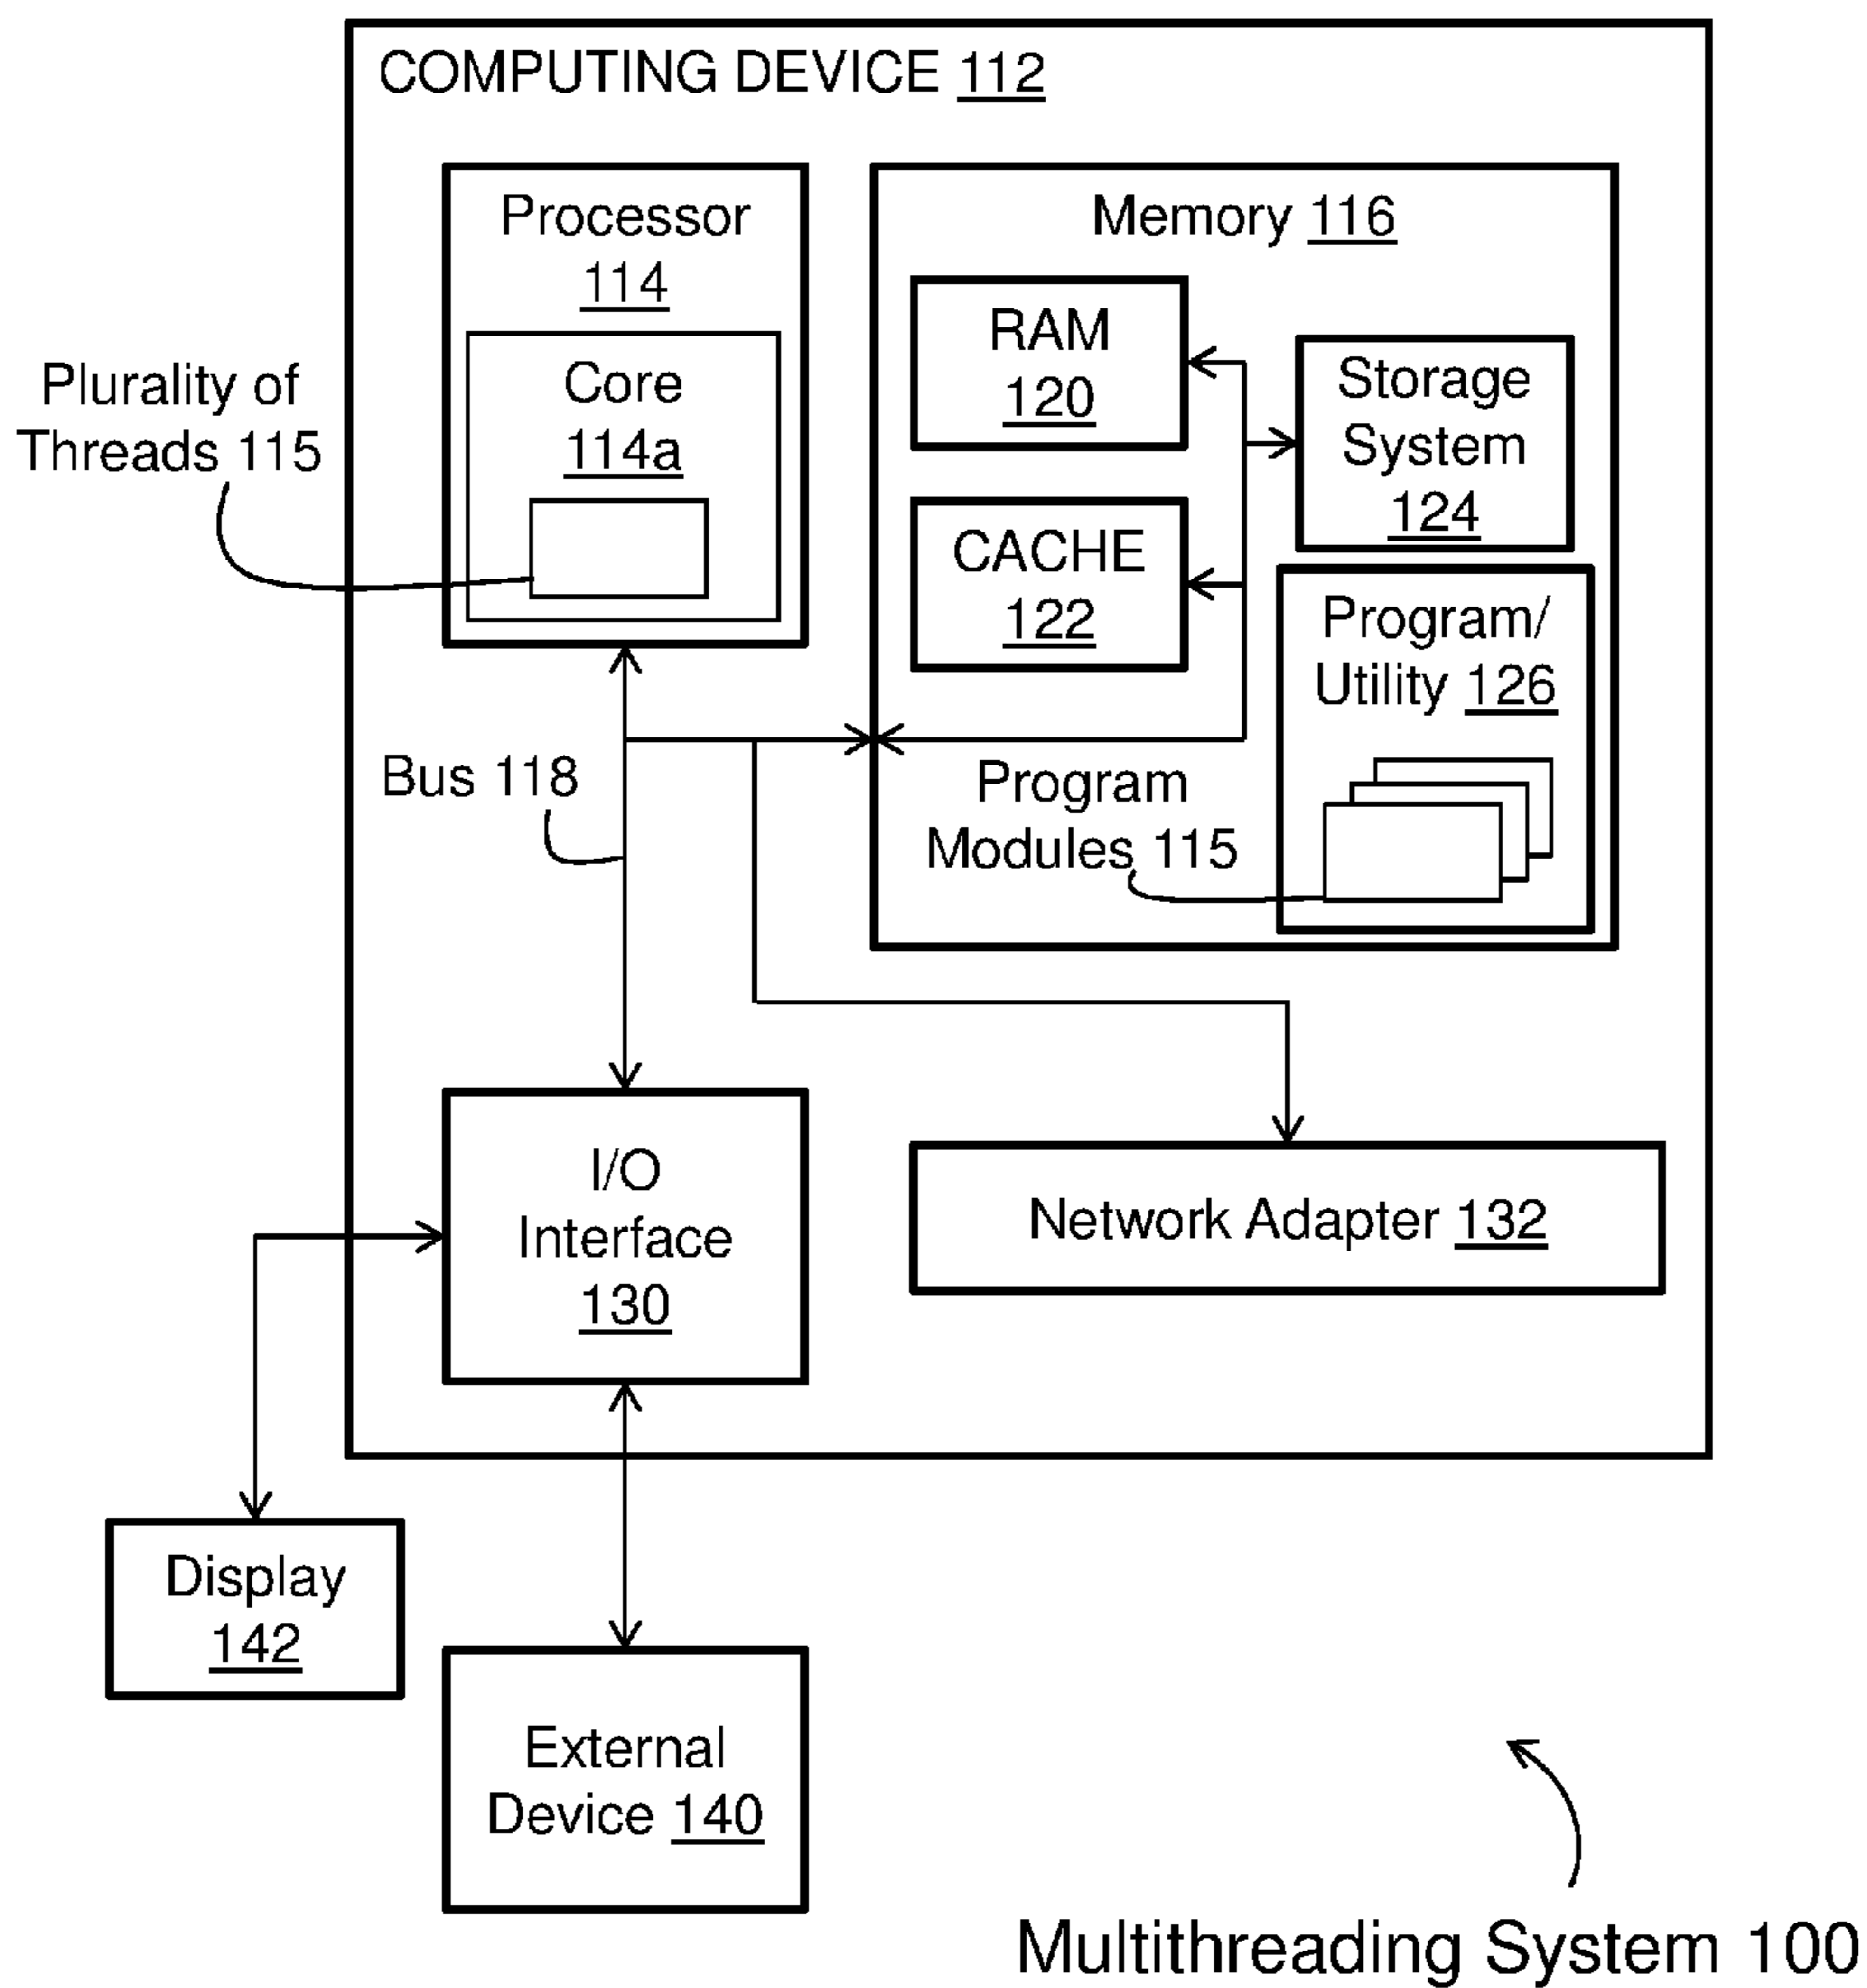 COMPUTING DEVICE 112
Processor
114
Core
114a
Plurality of
Threads 115
Memory 116
RAM
120
CACHE
122
Storage
System
124
Program/
Utility 126
Program
Modules 115
Bus 118
I/O
Interface
130
Network Adapter 132
Display
142
External
Device 140
Multithreading System 100